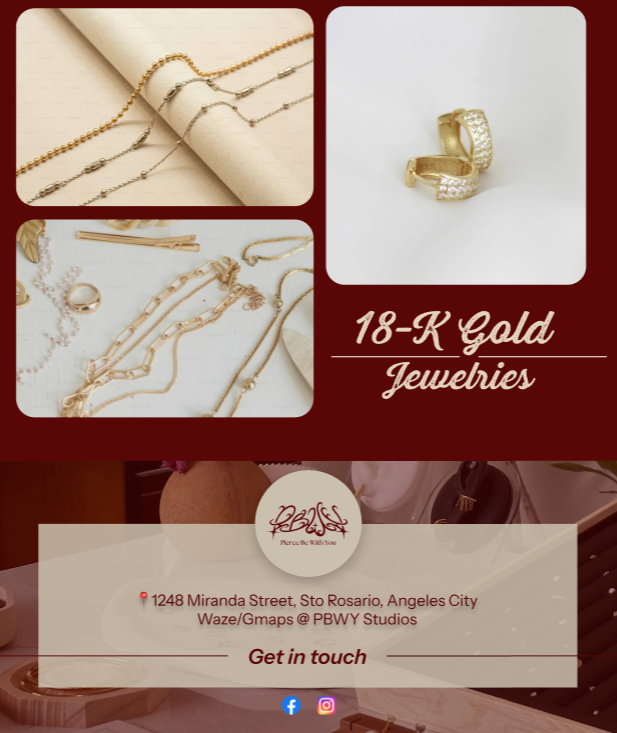 18-K Gold
Jewelries
PBWY
Pierce Be With You
📍1248 Miranda Street, Sto Rosario, Angeles City
Waze/Gmaps @ PBWY Studios
Get in touch